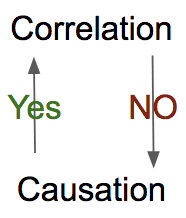 Correlation
Yes NO
Causation